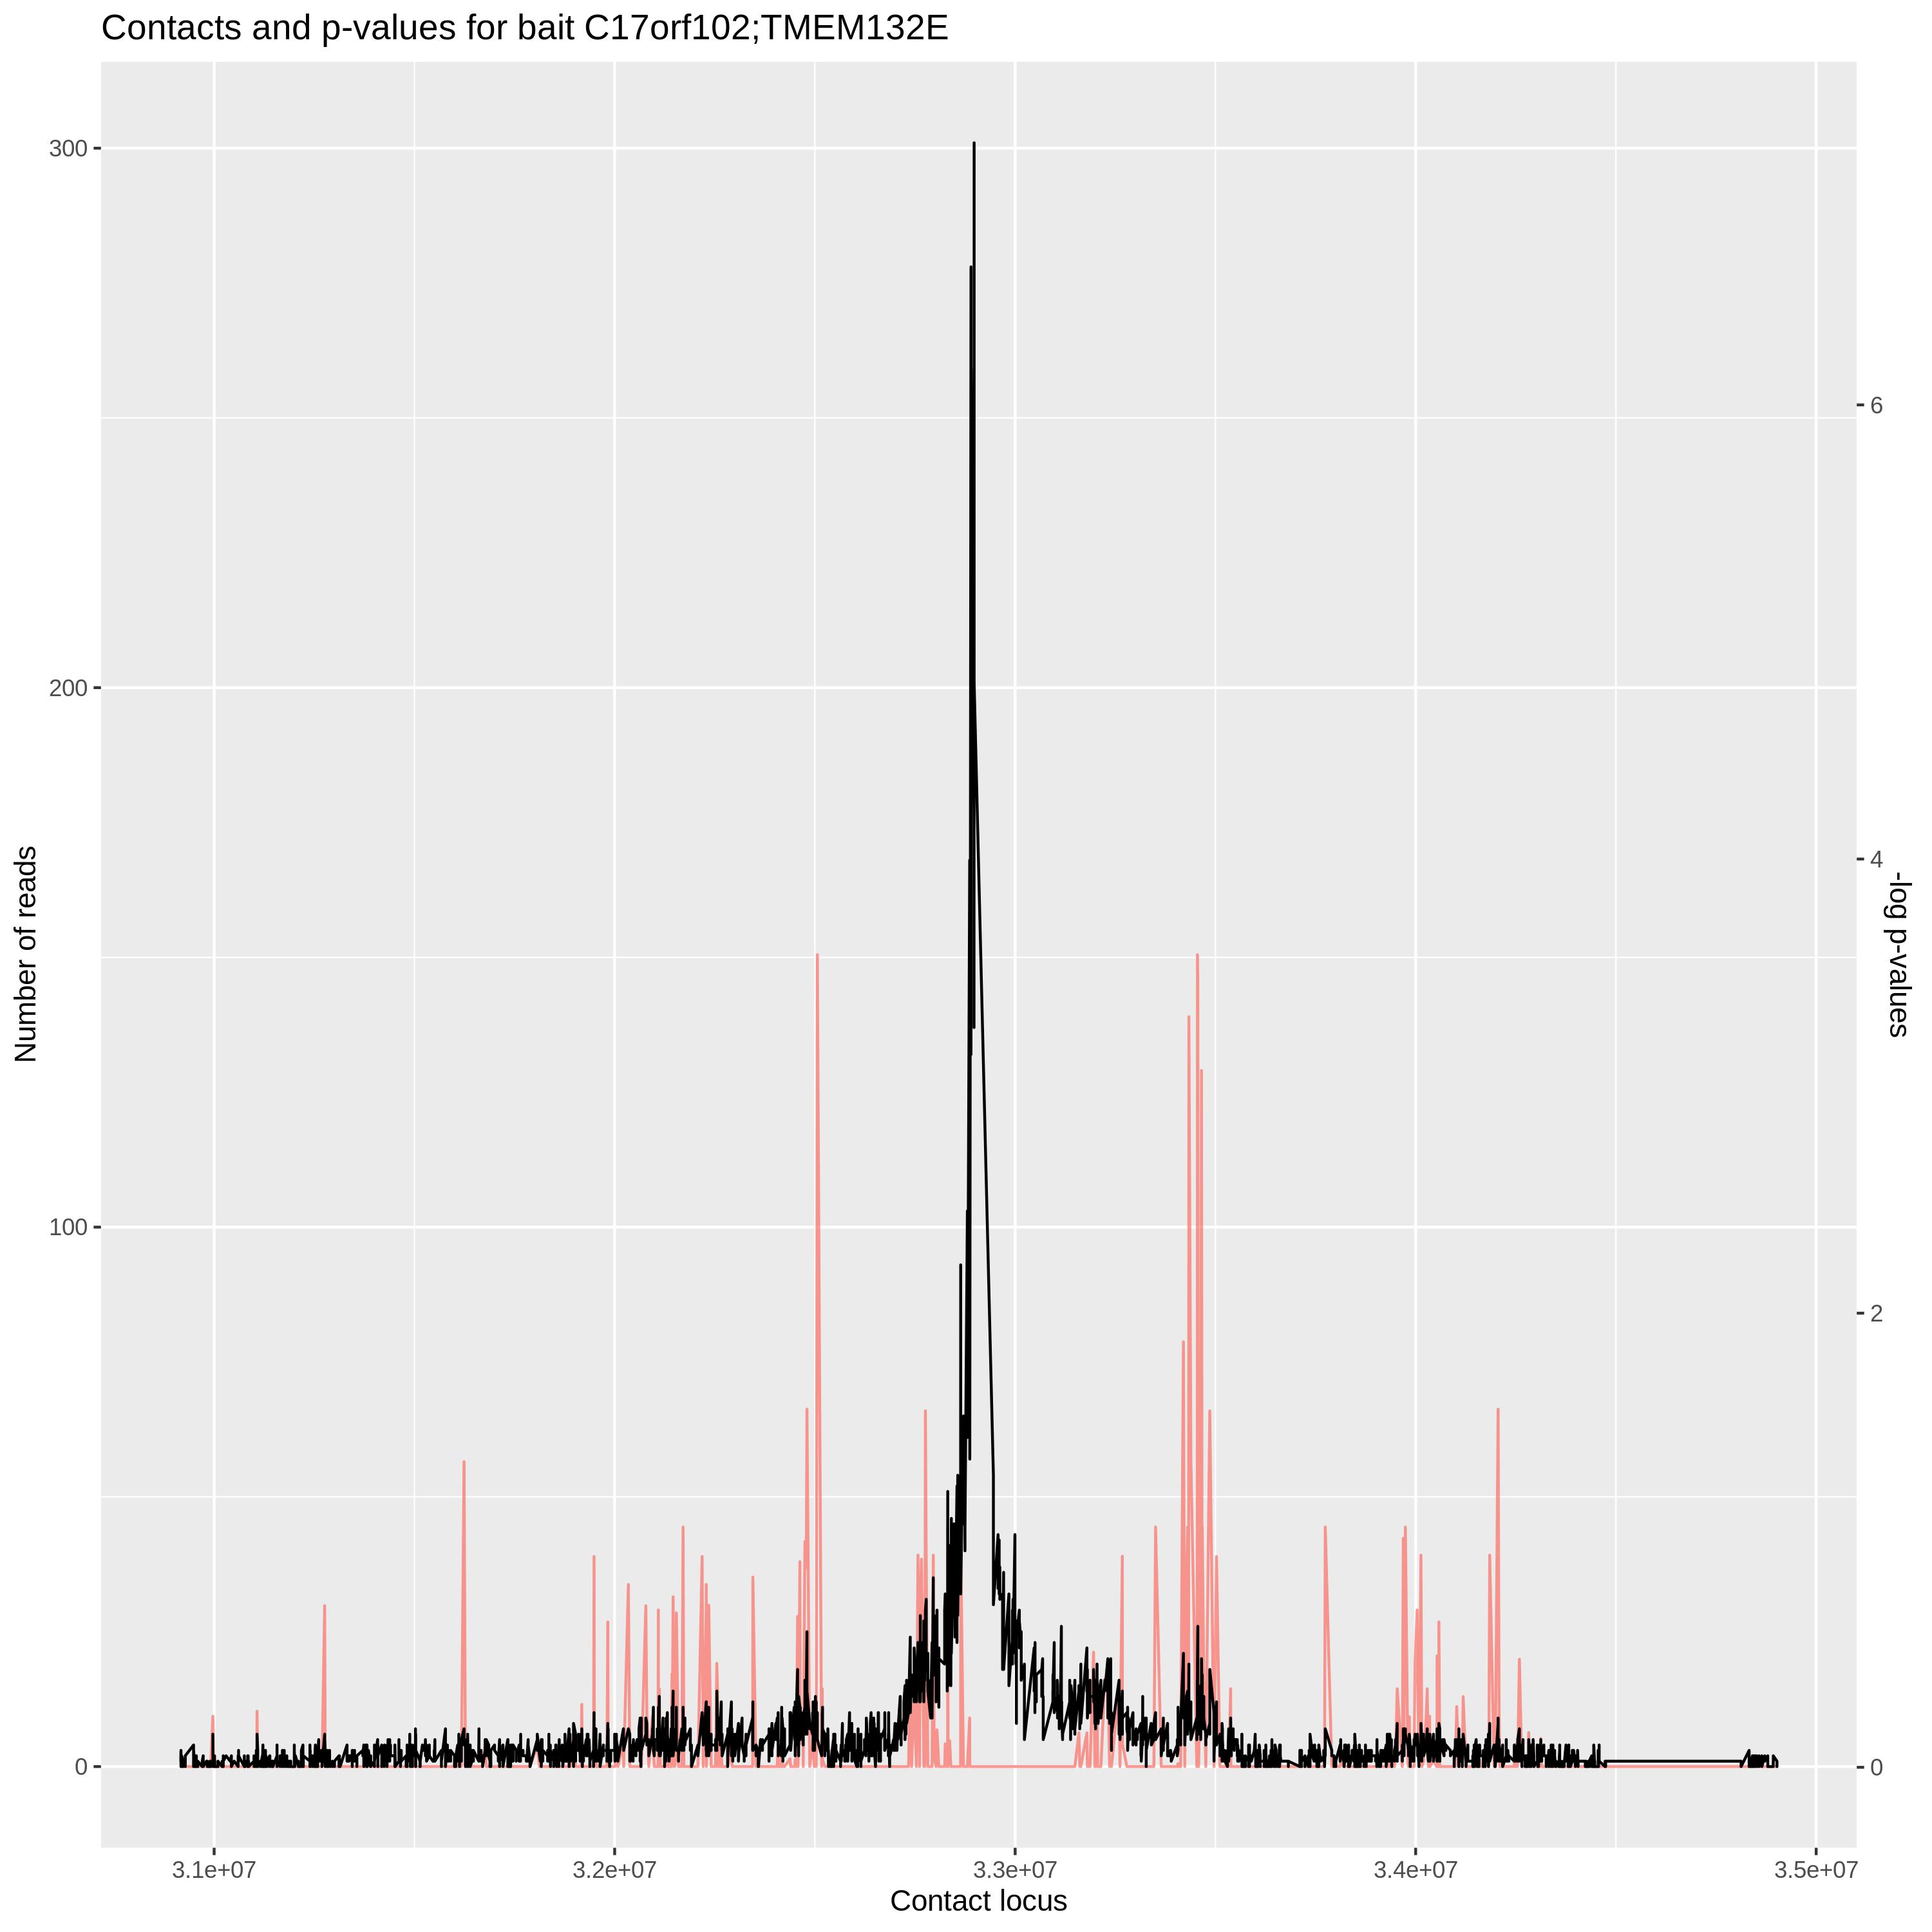 Contacts and p-values for bait C17orf102;TMEM132E
300
200
100
0
Number of reads
6
4
2
0
-log p-values
3.1e+07
3.2e+07
3.3e+07
3.4e+07
3.5e+07
Contact locus